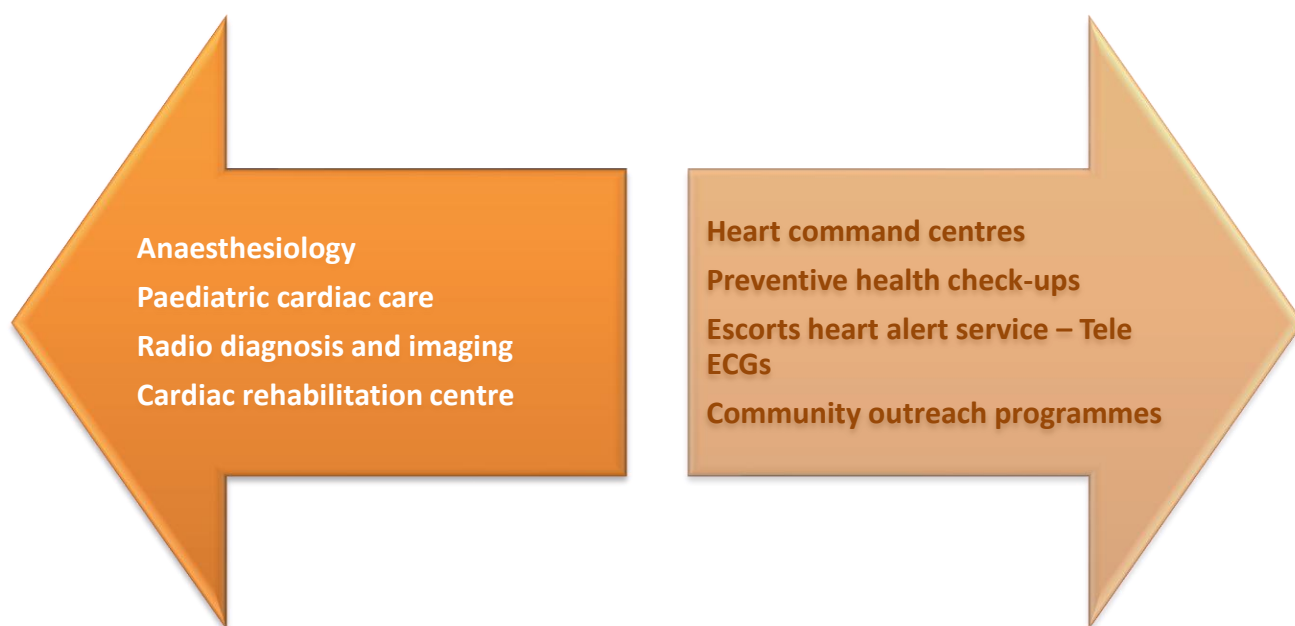 Anaesthesiology
Paediatric cardiac care
Radio diagnosis and imaging
Cardiac rehabilitation centre
Heart command centres
Preventive health check-ups
Escorts heart alert service – Tele
ECGs
Community outreach programmes